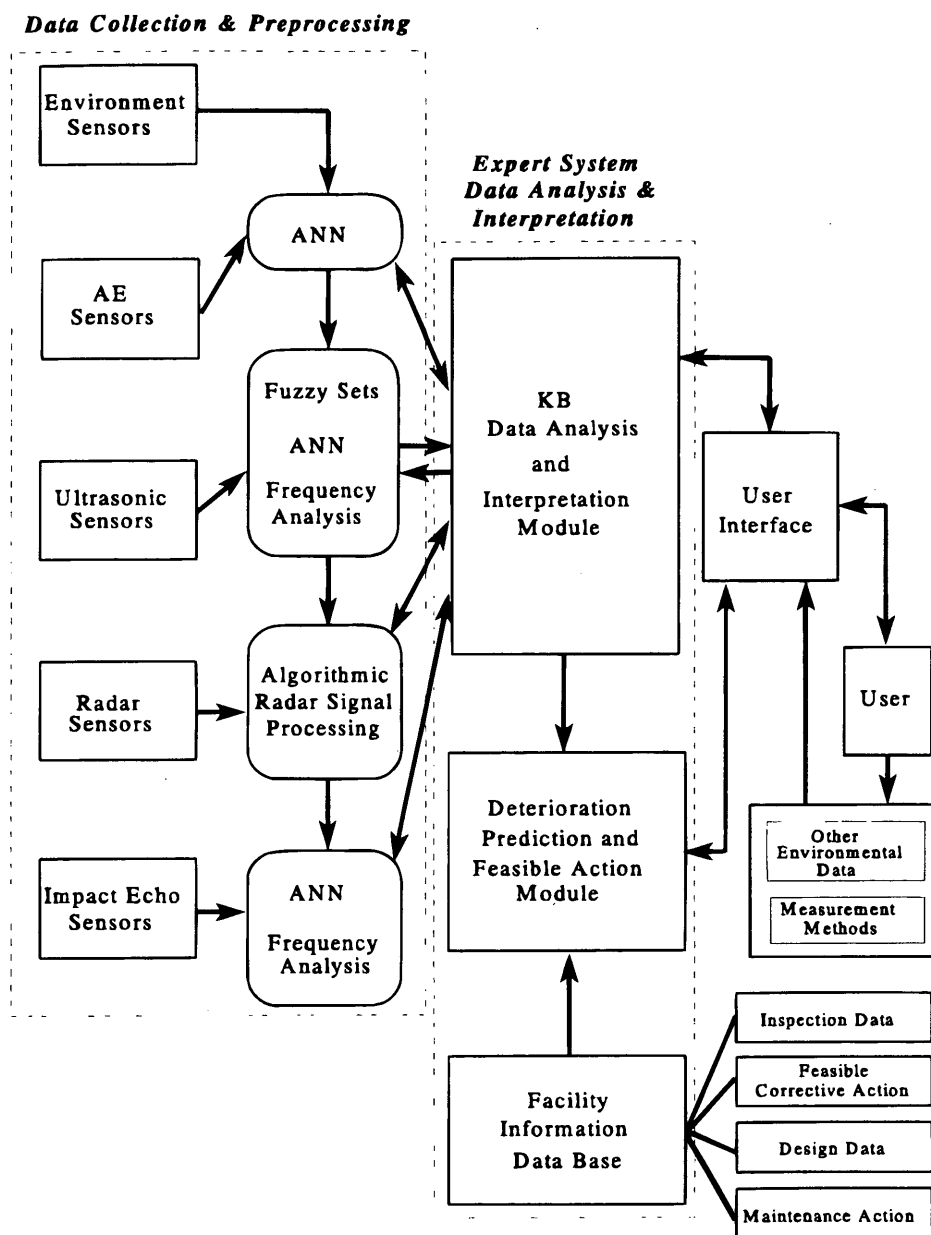 Data Collection & Preprocessing
Environment
Sensors
ANN
AE
Sensors
Fuzzy Sets
ANN
Frequency
Analysis
Ultrasonic
Sensors
Algorithmic
Radar Signal
Processing
Radar
Sensors
ANN
Frequency
Analysis
Impact Echo
Sensors
Expert System
Data Analysis &
Interpretation
KB
Data Analysis
and
Interpretation
Module
Deterioration
Prediction and
Feasible Action
Module
Facility
Information
Data Base
User
Interface
User
Other
Environmental
Data
Measurement
Methods
Inspection Data
Feasible
Corrective Action
Design Data
Maintenance Action